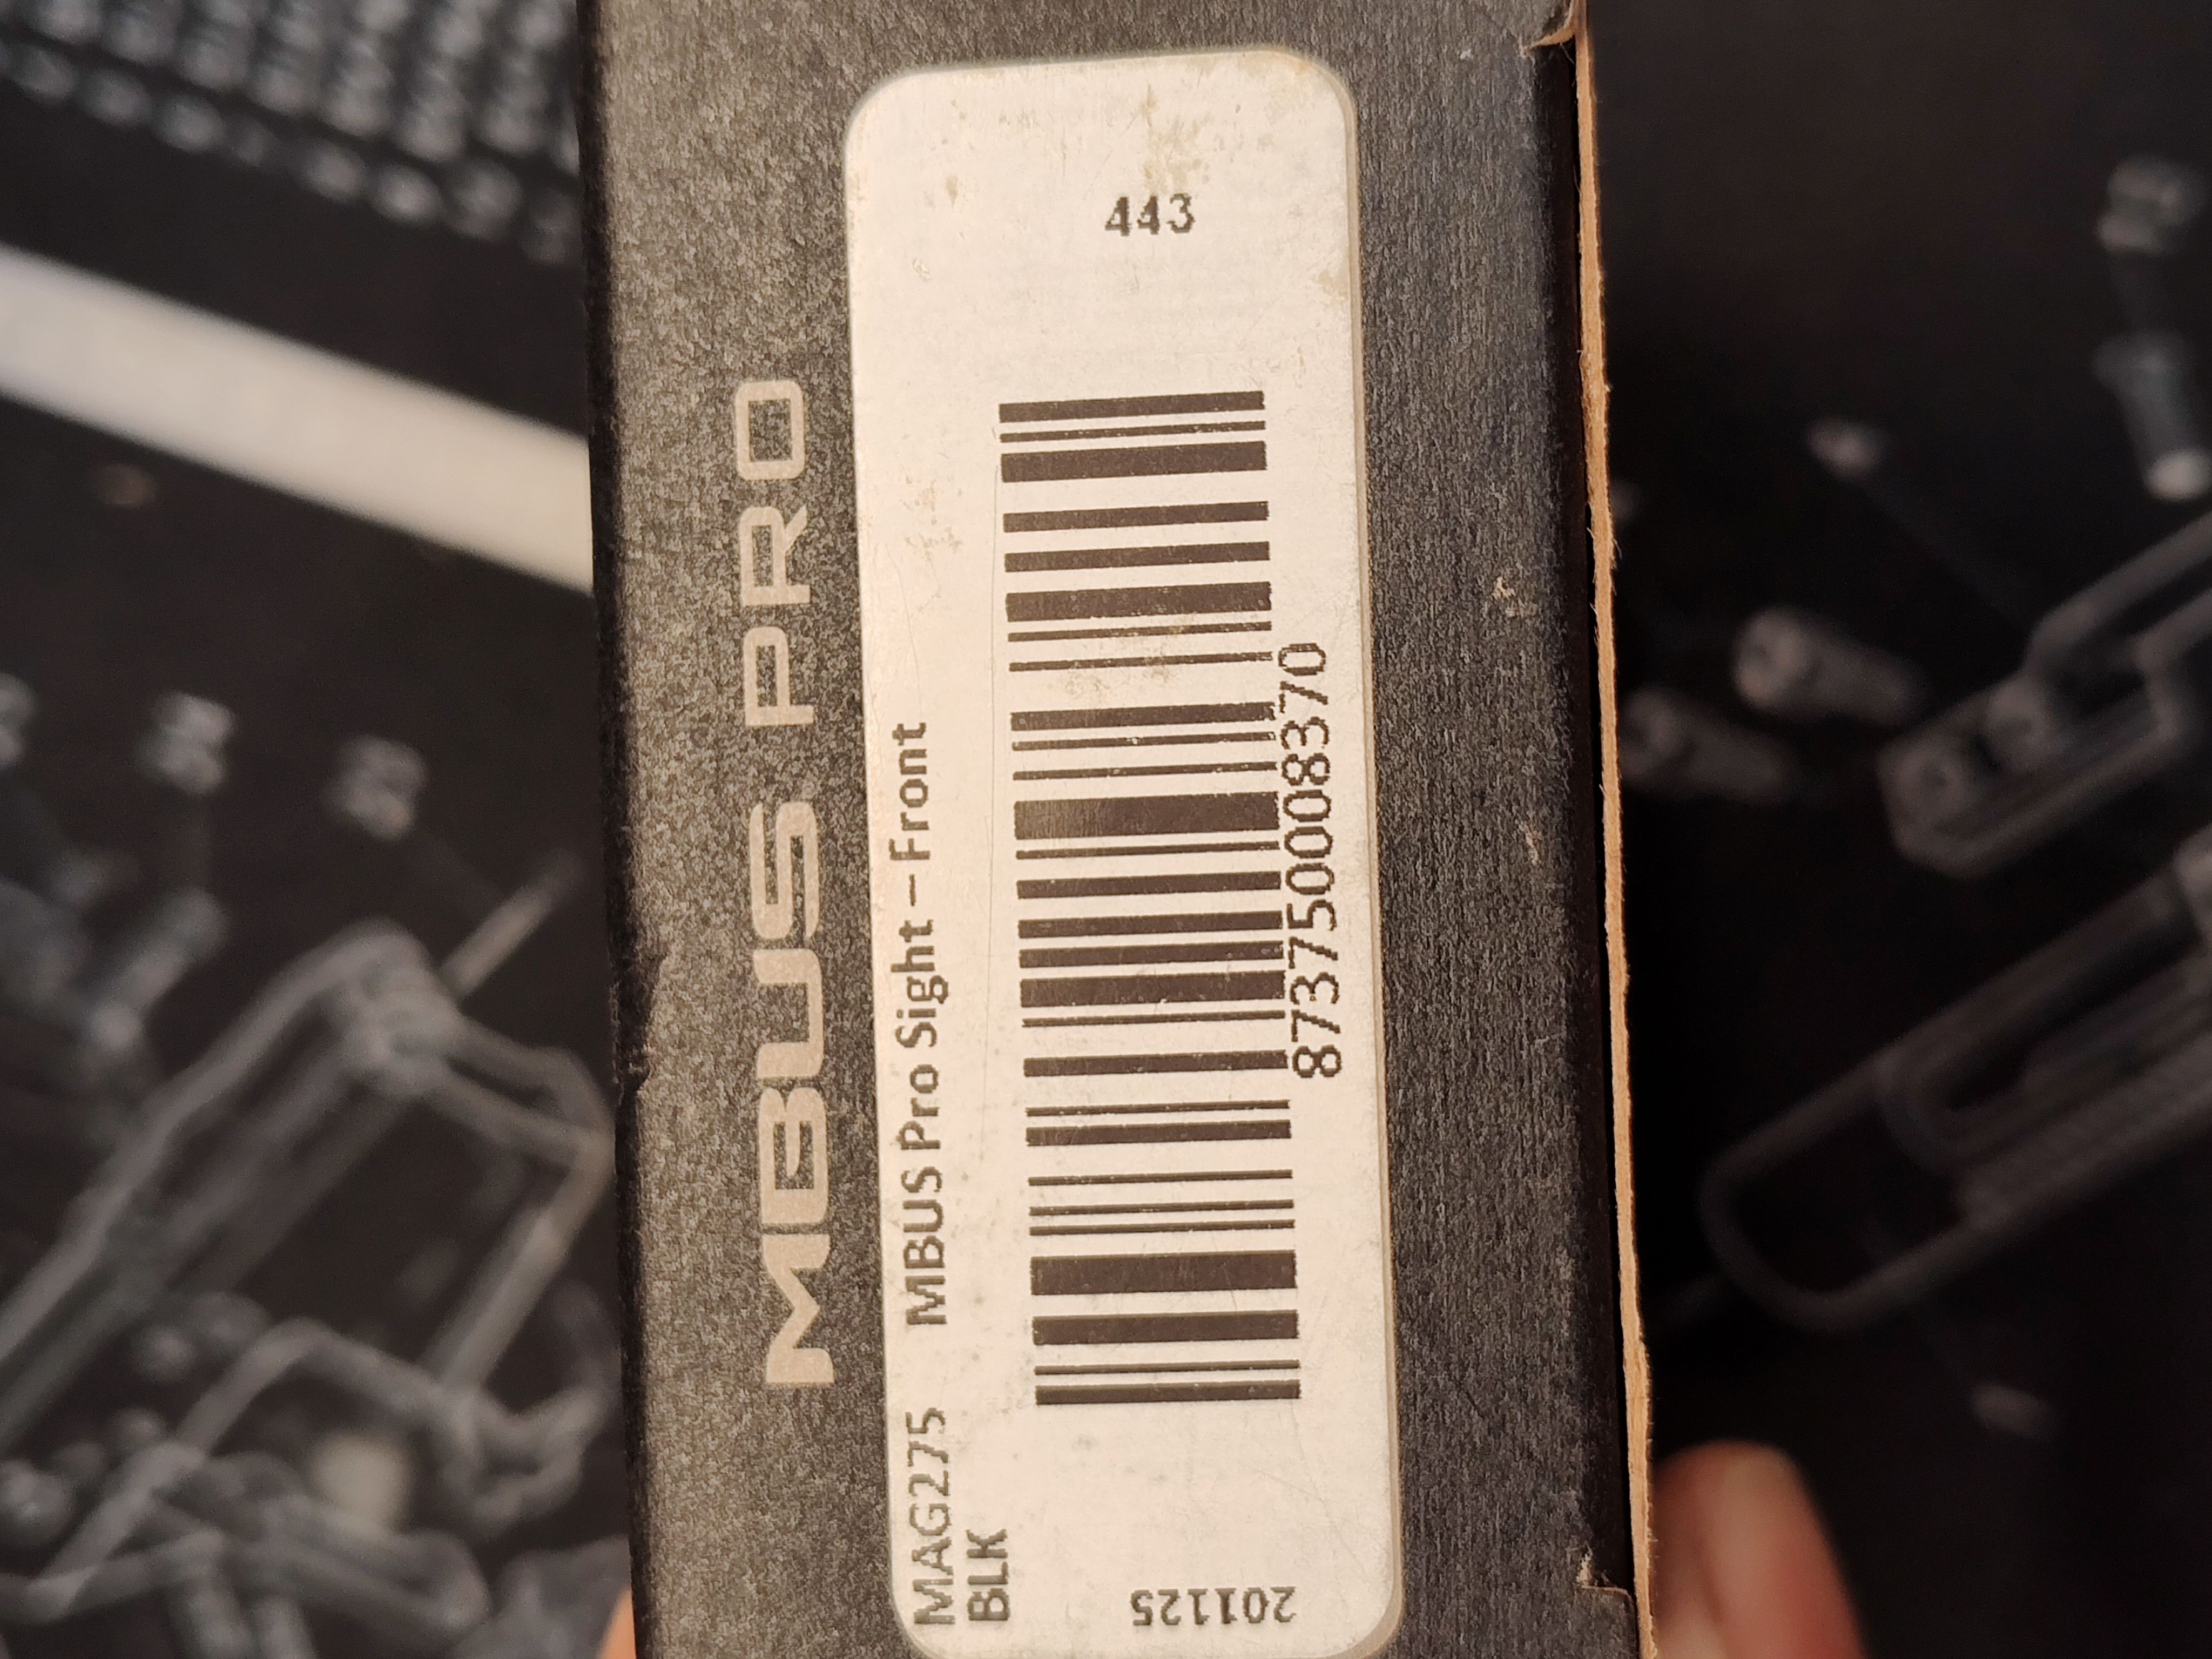 MBUS PRO
MAG275 MBUS Pro Sight – Front
BLK
873750008370
443
201125